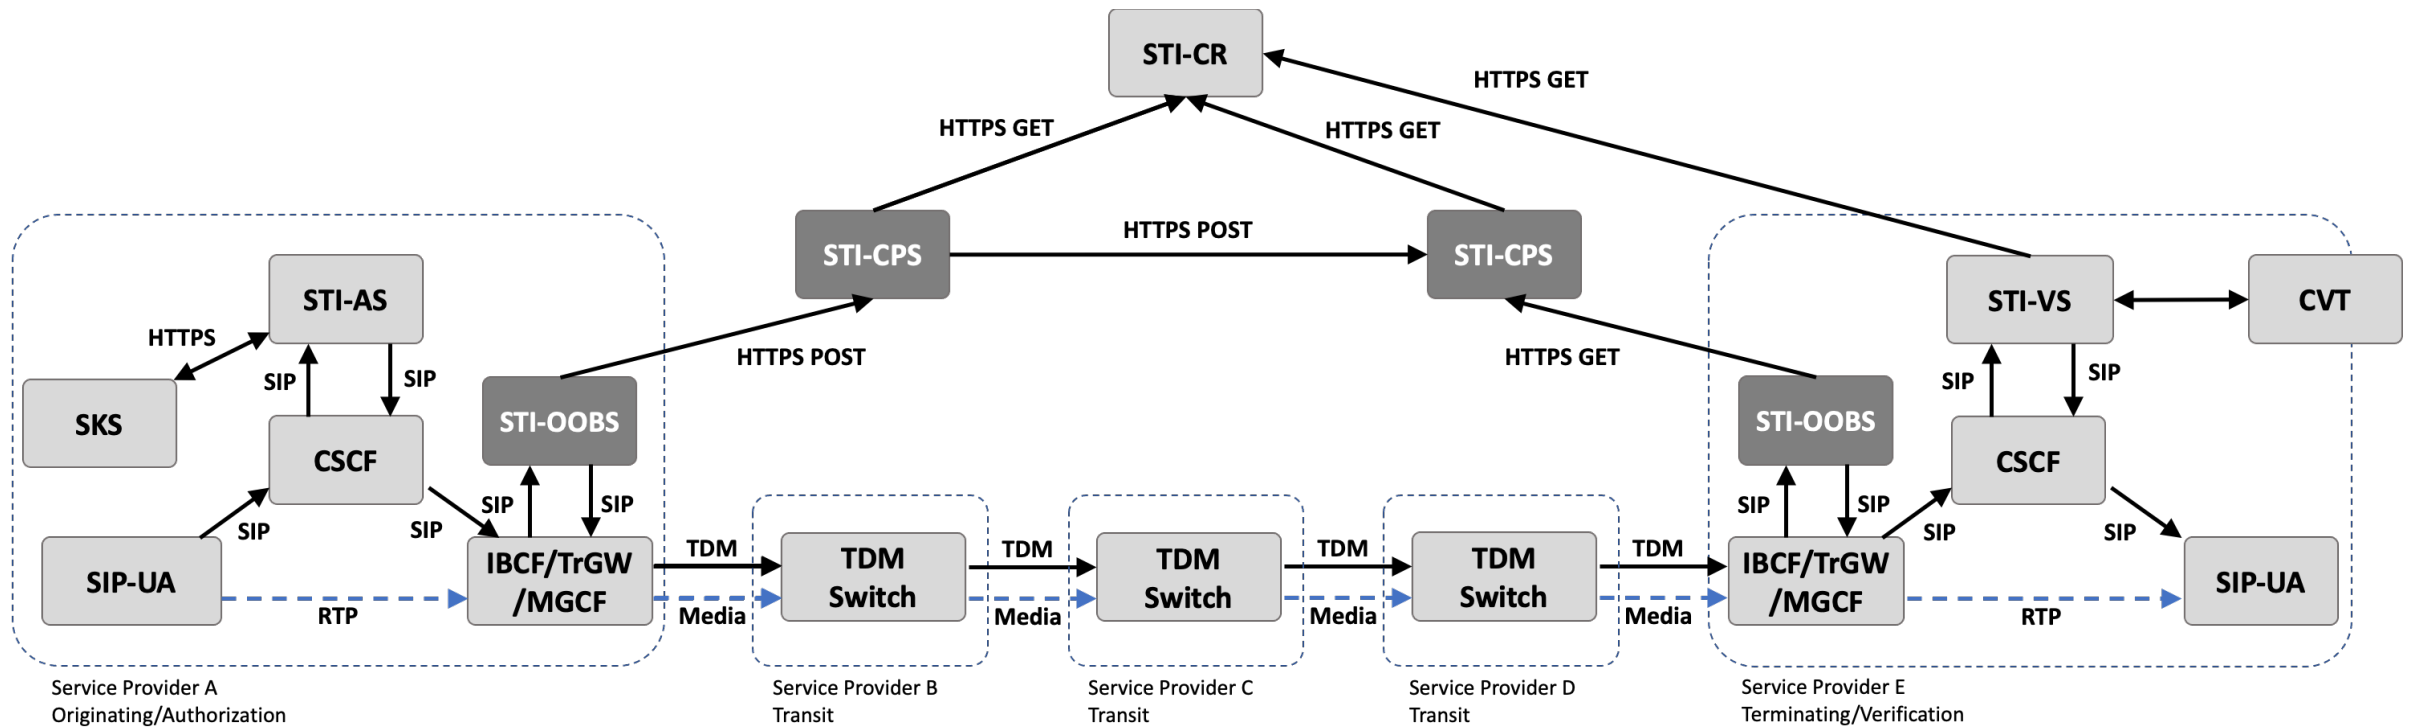 STI-CR
HTTPS GET
HTTPS GET
HTTPS GET
STI-CPS
HTTPS POST
STI-CPS
STI-AS
STI-VS
CVT
HTTPS
HTTPS POST
HTTPS GET
SIP
SIP
SIP
SIP
SKS
STI-OOBS
STI-OOBS
CSCF
CSCF
SIP
SIP
SIP
SIP
SIP
SIP
SIP
SIP
SIP-UA
IBCF/TrGW
/MGCF
TDM
TDM
Switch
TDM
TDM
Switch
TDM
TDM
Switch
TDM
IBCF/TrGW
/MGCF
SIP-UA
RTP
Media
Media
Media
Media
RTP
Service Provider A
Originating/Authorization
Service Provider B
Transit
Service Provider C
Transit
Service Provider D
Transit
Service Provider E
Terminating/Verification